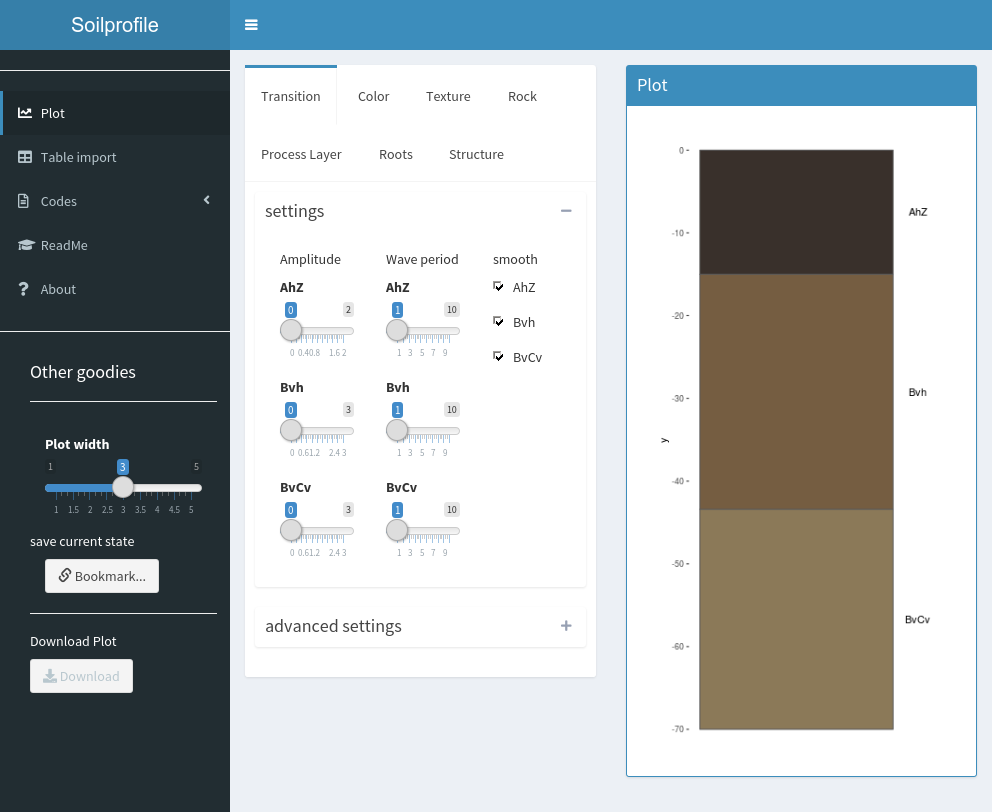 Soilprofile
Plot
Table import
Codes
ReadMe
About
Other goodies
Plot width
1 3 5
1 1.5 2 2.5 3 3.5 4 4.5 5
save current state
Bookmark...
Download Plot
Download
Transition Color Texture Rock
Process Layer Roots Structure
settings
Amplitude Wave period smooth
AhZ AhZ AhZ
0 2 1 10
0 0.40.8 1.6 2 1 3 5 7 9
Bvh
BvCv
Bvh Bvh
0 3 1 10
0 0.61.2 2.4 3 1 3 5 7 9
BvCv BvCv
0 3 1 10
0 0.61.2 2.4 3 1 3 5 7 9
advanced settings
Plot
0
AhZ
-10
-20
-30
Bvh
y
-40
-50
BvCv
-60
-70